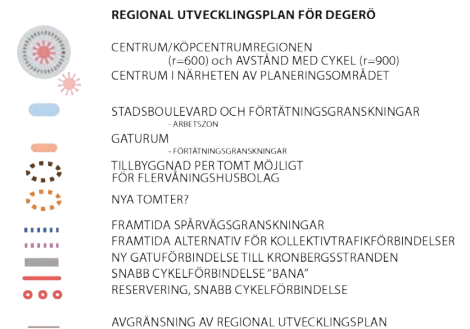 REGIONAL UTVECKLINGSPLAN FÖR DEGERÖ
CENTRUM/KÖPCENTRUMREGIONEN
(r=600) och AVSTÅND MED CYKEL (r=900)
CENTRUM I NÄRHETEN AV PLANERINGSOMRÅDET
STADSBOULEVARD OCH FÖRTÄTNINGSGRANSKNINGAR
- ARBETSZON
GATURUM
- FÖRTÄTNINGSGRANSKNINGAR
TILLBYGGNAD PER TOMT MÖJLIGT
FÖR FLERVÅNINGSHUSBOLAG
NYA TOMTER?
FRAMTIDA SPÅRVÄGSGRANSKNINGAR
FRAMTIDA ALTERNATIV FÖR KOLLEKTIVTRAFIKFÖRBINDELSER
NY GATUFÖRBINDELSE TILL KRONBERGSSTRANDEN
SNABB CYKELFÖRBINDELSE "BANA"
RESERVERING, SNABB CYKELFÖRBINDELSE
AVGRÄNSNING AV REGIONAL UTVECKLINGSPLAN